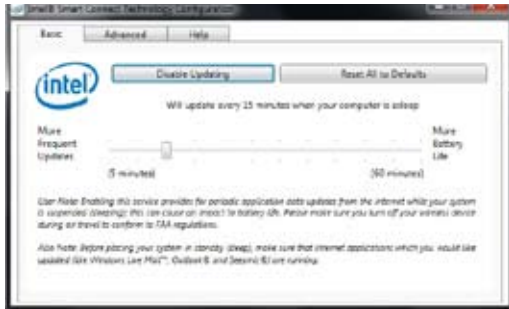 Intel® Smart Connect Technology Configuration
Basic Advanced Help
intel
Disable Updating Reset All to Defaults
Will update every 15 minutes when your computer is asleep
More More
Frequent Battery
Updates Life
(5 minutes) (60 minutes)
User Note: Enabling this service provides for periodic application data updates from the internet while your system
is suspended (sleeping); this can cause an impact to battery life. Please make sure you turn off your wireless device
during air travel to conform to FAA regulations.
Also Note: Before placing your system in standby (sleep), make sure that internet applications which you would like
updated (like Windows Live Mail™, Outlook® and Seesmic®) are running.